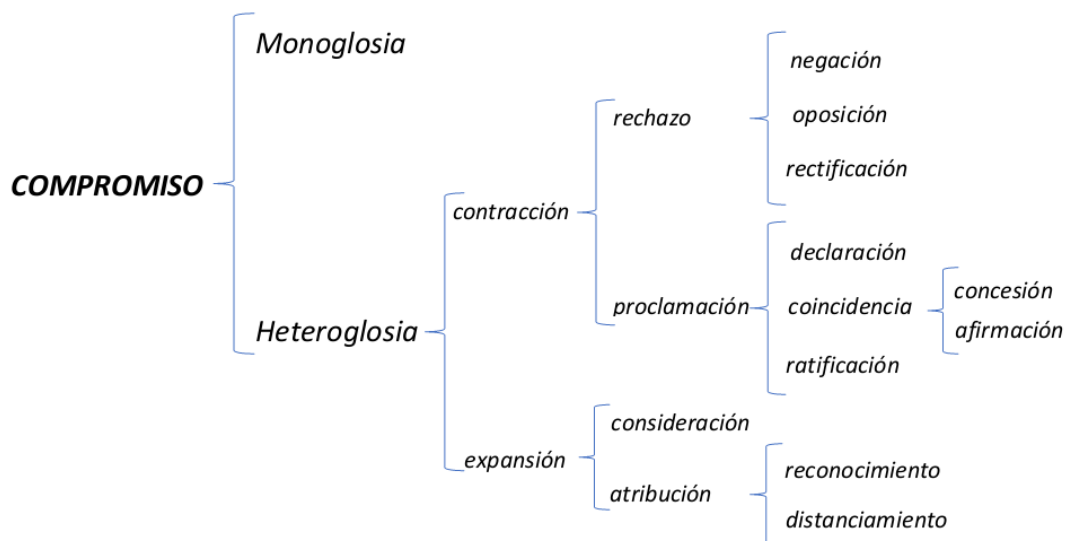 COMPROMISO
Monoglosia
Heteroglosia
contracción
rechazo
negación
oposición
rectificación
proclamación
declaración
coincidencia
concesión
afirmación
ratificación
expansión
consideración
atribución
reconocimiento
distanciamiento